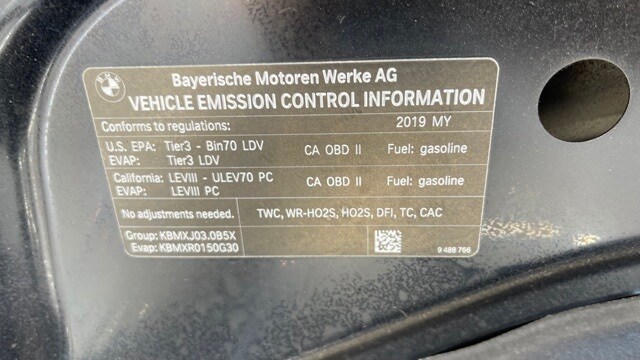 BMW
Bayerische Motoren Werke AG
VEHICLE EMISSION CONTROL INFORMATION
Conforms to regulations: 2019 MY
U.S. EPA: Tier3 - Bin70 LDV CA OBD II Fuel: gasoline
EVAP: Tier3 LDV
California: LEVIII - ULEV70 PC CA OBD II Fuel: gasoline
EVAP: LEVIII PC
No adjustments needed. TWC, WR-HO2S, HO2S, DFI, TC, CAC
Group: KBMXJ03.0B5X
Evap: KBMXR0150G30 9 488 766